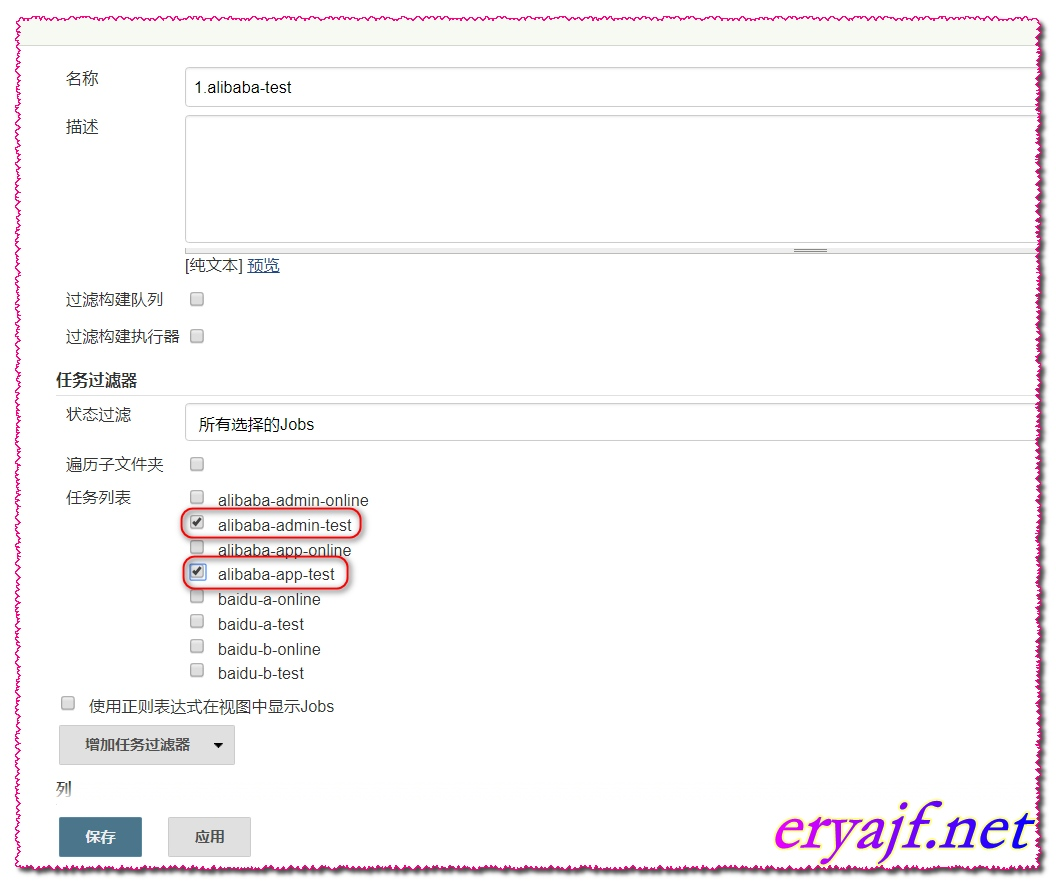 名称
1.alibaba-test
描述
[纯文本] 预览
过滤构建队列
过滤构建执行器
任务过滤器
状态过滤
所有选择的Jobs
遍历子文件夹
任务列表
alibaba-admin-online
alibaba-admin-test
alibaba-app-online
alibaba-app-test
baidu-a-online
baidu-a-test
baidu-b-online
baidu-b-test
使用正则表达式在视图中显示Jobs
增加任务过滤器
列
保存 应用
eryajf.net